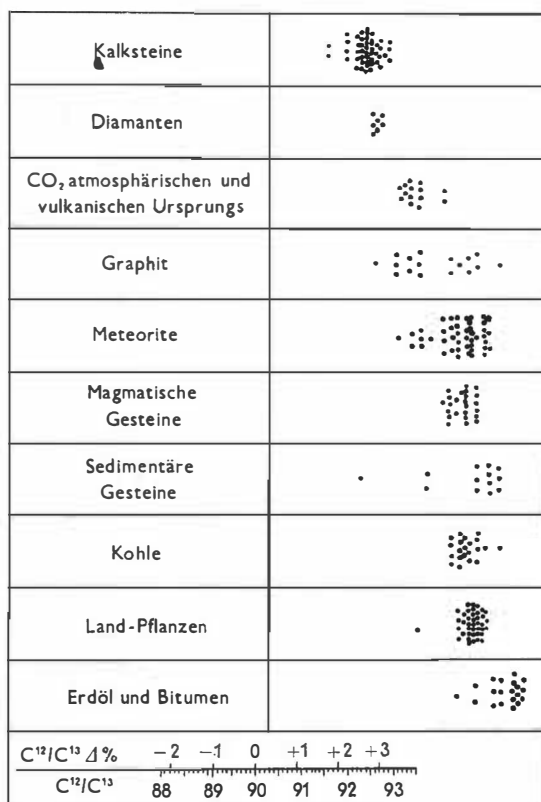 Kalksteine
Diamanten
CO₂ atmosphärischen und
vulkanischen Ursprungs
Graphit
Meteorite
Magmatische
Gesteine
Sedimentäre
Gesteine
Kohle
Land-Pflanzen
Erdöl und Bitumen
C¹²/C¹³ Δ % -2 -1 0 +1 +2 +3
C¹²/C¹³ 88 89 90 91 92 93